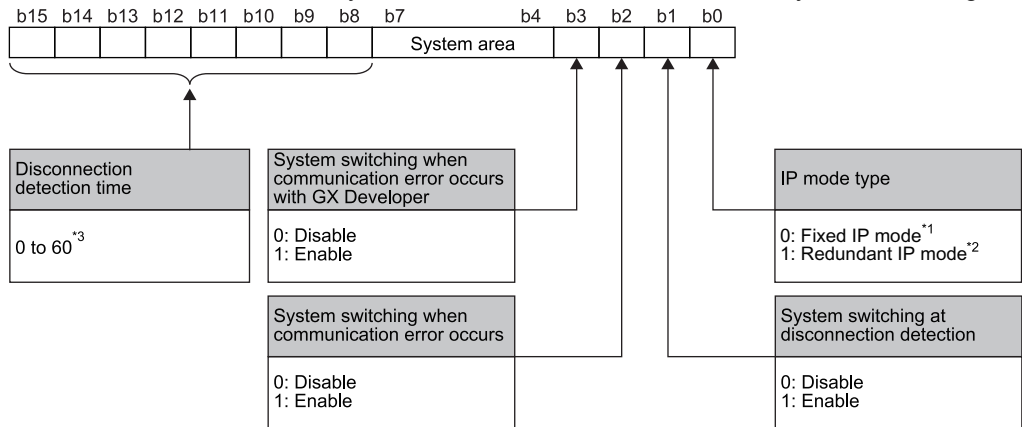 b15 b14 b13 b12 b11 b10 b9 b8 b7 b4 b3 b2 b1 b0
System area
Disconnection
detection time
0 to 60*3
System switching when
communication error occurs
with GX Developer
0: Disable
1: Enable
IP mode type
0: Fixed IP mode*1
1: Redundant IP mode*2
System switching when
communication error occurs
0: Disable
1: Enable
System switching at
disconnection detection
0: Disable
1: Enable